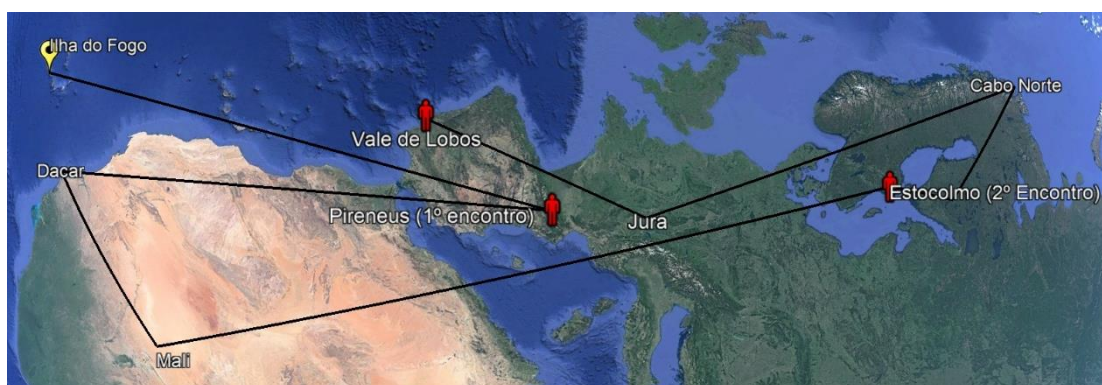 Ilha do Fogo
Cabo Norte
Vale de Lobos
Dacar
Estocolmo (2º Encontro)
Pireneus (1º encontro)
Jura
Mali